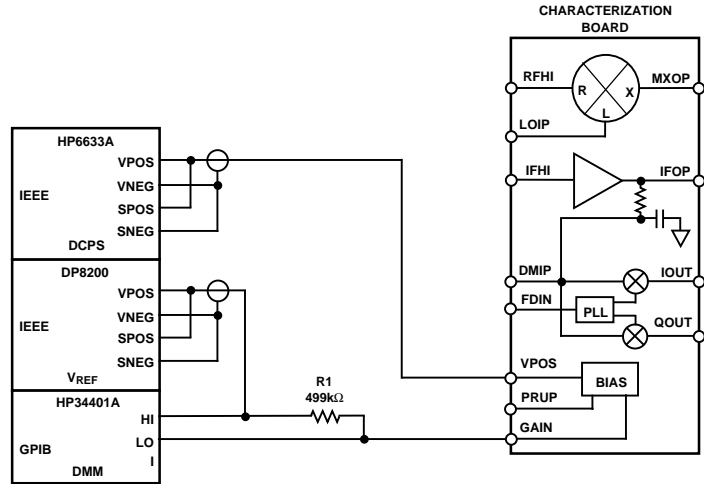 CHARACTERIZATION
BOARD
RFHI
R
X
L
MXOP
LOIP
IFHI
IFOP
DMIP
IOUT
FDIN
PLL
QOUT
VPOS
BIAS
PRUP
GAIN
HP6633A
VPOS
VNEG
IEEE
SPOS
SNEG
DCPS
DP8200
VPOS
VNEG
IEEE
SPOS
SNEG
VREF
HP34401A
HI
GPIB
LO
I
DMM
R1
499kΩ